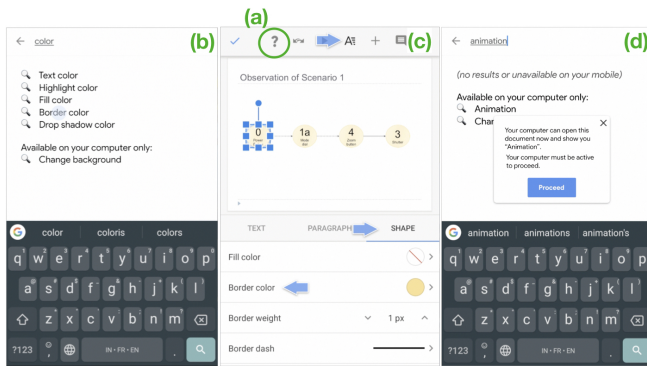 (a)
(b)
← color
Text color
Highlight color
Fill color
Border color
Drop shadow color
Available on your computer only:
Change background
G color coloris colors
q w e r t y u i o p
a s d f g h j k l
z x c v b n m
?123 IN • FR • EN .
(c)
? A +
Observation of Scenario 1
0 1a 4 3
TEXT PARAGRAPH SHAPE
Fill color
Border color
Border weight 1 px
Border dash
(d)
← animation
(no results or unavailable on your mobile)
Available on your computer only:
Animation
Char
Your computer can open this
document now and show you
"Animation".
Your computer must be active
to proceed.
Proceed
G animation animations animation's
q w e r t y u i o p
a s d f g h j k l
z x c v b n m
?123 IN • FR • EN .